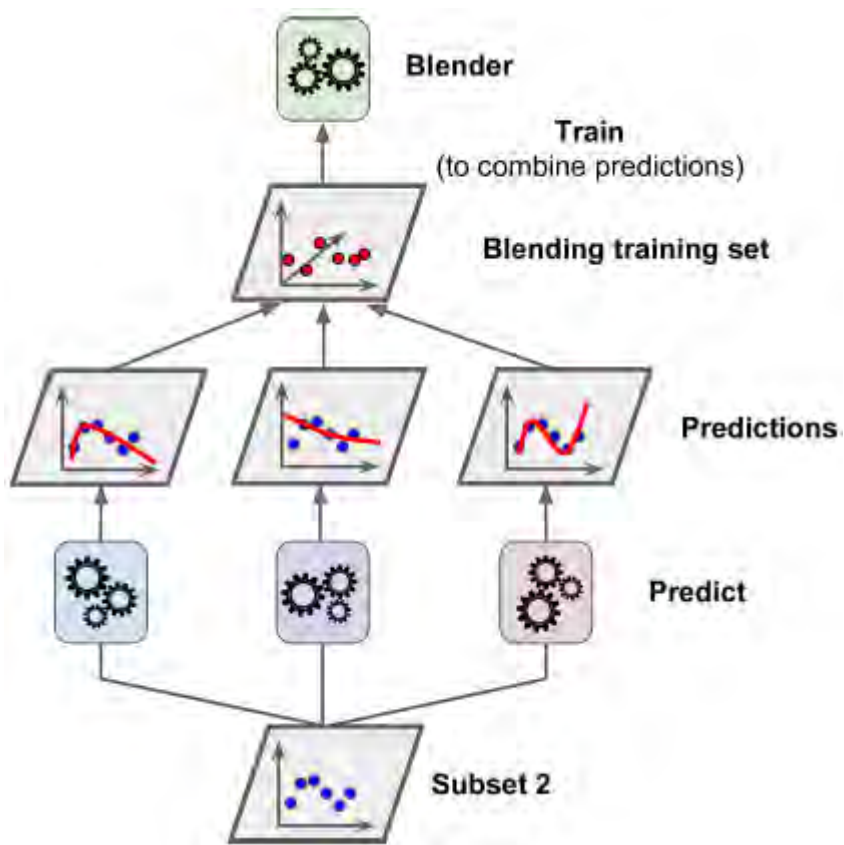 Blender
Train
(to combine predictions)
Blending training set
Predictions
Predict
Subset 2